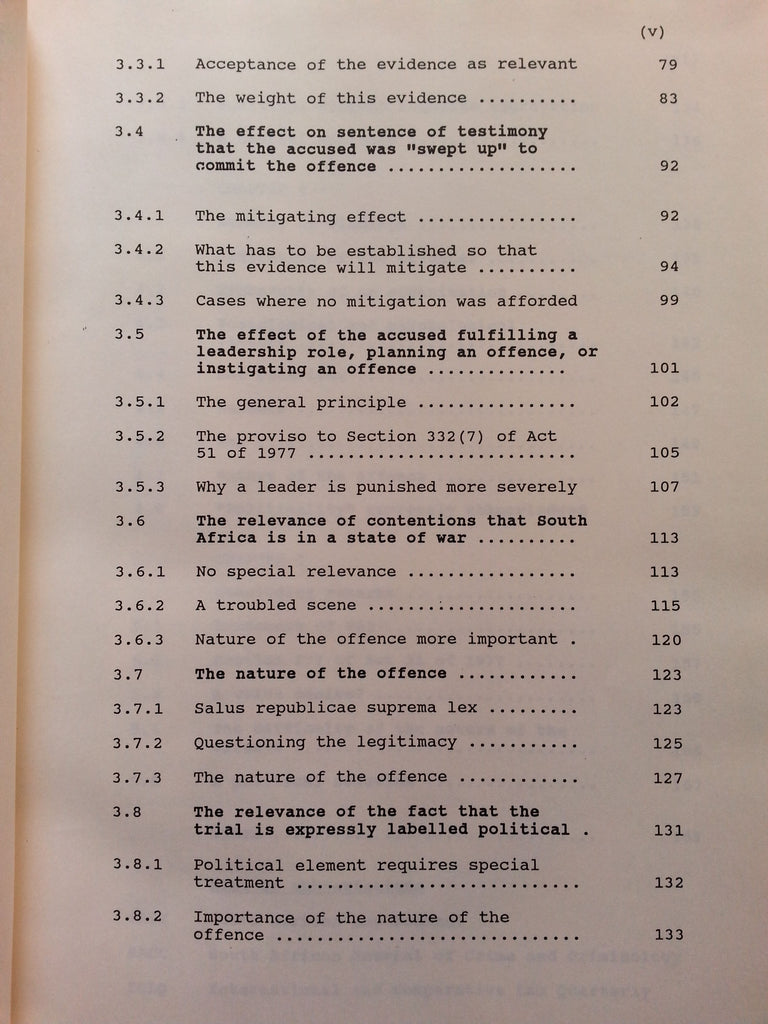 (v)
3.3.1 Acceptance of the evidence as relevant 79
3.3.2 The weight of this evidence .......... 83
3.4 The effect on sentence of testimony
that the accused was "swept up" to
commit the offence ................... 92
3.4.1 The mitigating effect ................ 92
3.4.2 What has to be established so that
this evidence will mitigate .......... 94
3.4.3 Cases where no mitigation was afforded 99
3.5 The effect of the accused fulfilling a
leadership role, planning an offence, or
instigating an offence .............. 101
3.5.1 The general principle ................ 102
3.5.2 The proviso to Section 332(7) of Act
51 of 1977 ........................... 105
3.5.3 Why a leader is punished more severely 107
3.6 The relevance of contentions that South
Africa is in a state of war .......... 113
3.6.1 No special relevance ................. 113
3.6.2 A troubled scene ..................... 115
3.6.3 Nature of the offence more important . 120
3.7 The nature of the offence ............ 123
3.7.1 Salus republicae suprema lex ......... 123
3.7.2 Questioning the legitimacy ........... 125
3.7.3 The nature of the offence ............ 127
3.8 The relevance of the fact that the
trial is expressly labelled political . 131
3.8.1 Political element requires special
treatment ............................ 132
3.8.2 Importance of the nature of the
offence .............................. 133